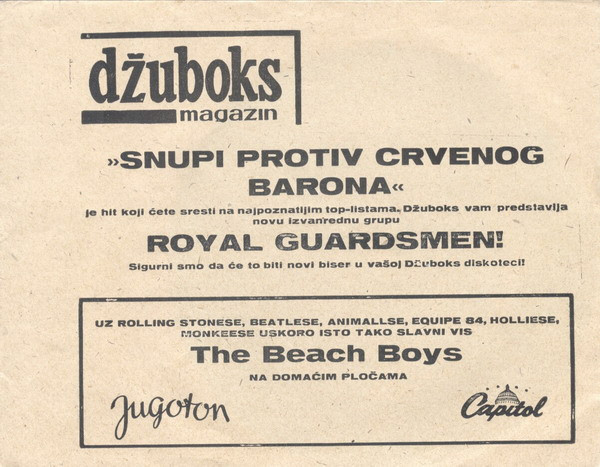 džuboks
magazin
»SNUPI PROTIV CRVENOG
BARONA«
je hit koji ćete sresti na najpoznatijim top-listama. Džuboks vam predstavlja
novu izvanrednu grupu
ROYAL GUARDSMEN!
Sigurni smo da će to biti novi biser u vašoj Džuboks diskoteci!
UZ ROLLING STONESE, BEATLESE, ANIMALLSE, EQUIPE 84, HOLLIESE,
MONKEESE USKORO ISTO TAKO SLAVNI VIS
The Beach Boys
NA DOMAĆIM PLOČAMA
Jugoton
Capitol